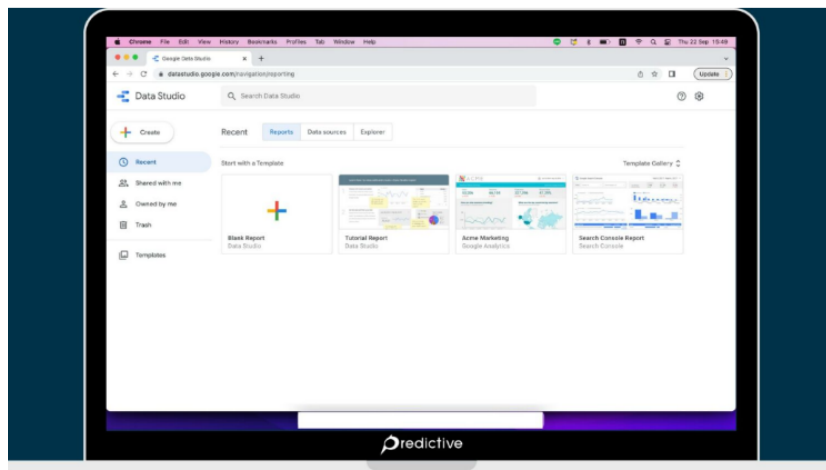 Chrome File Edit View History Bookmarks Profiles Tab Window Help Thu 22 Sep 15:49
Google Data Studio
datastudio.google.com/navigation/reporting Update
Data Studio Search Data Studio
Create Recent Reports Data sources Explorer
Recent Start with a Template Template Gallery
Shared with me
Owned by me
Trash
Templates
Blank Report Tutorial Report Acme Marketing Search Console Report
Data Studio Data Studio Google Analytics Search Console
Predictive